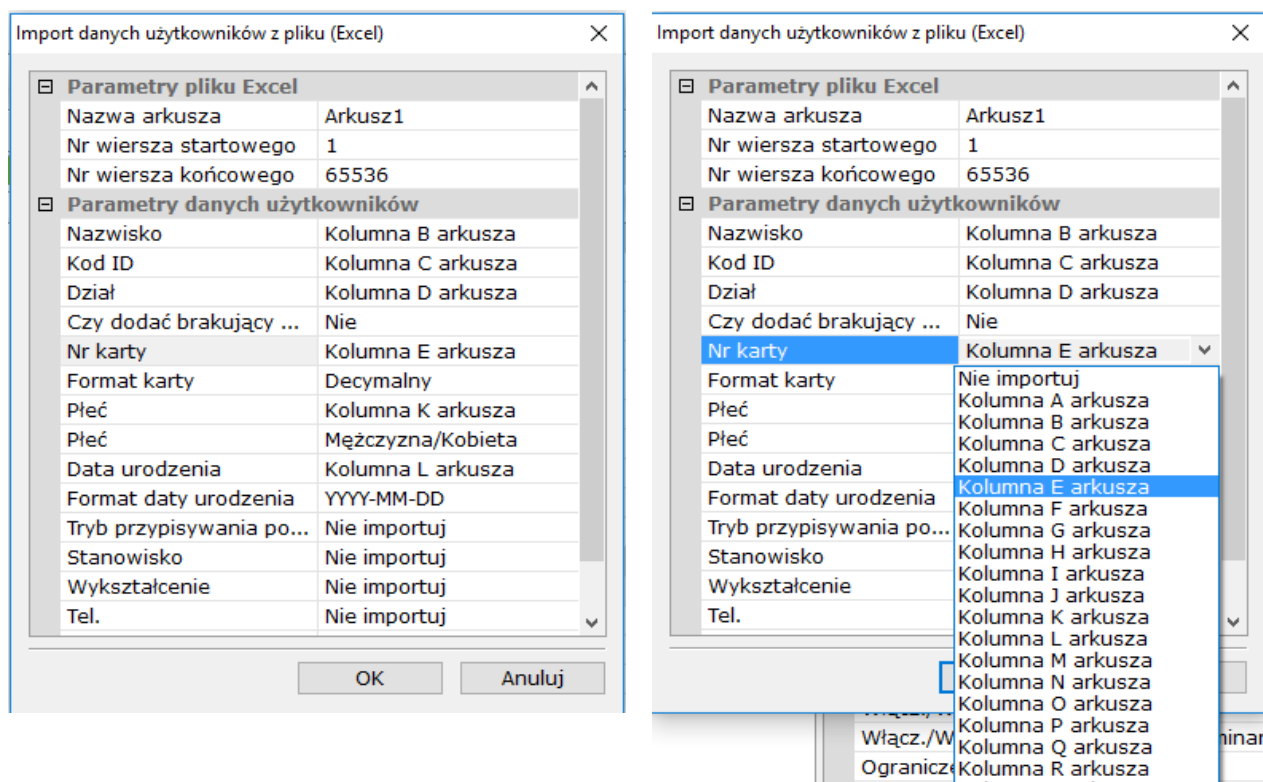 Import danych użytkowników z pliku (Excel)
Parametry pliku Excel
Nazwa arkusza Arkusz1
Nr wiersza startowego 1
Nr wiersza końcowego 65536
Parametry danych użytkowników
Nazwisko Kolumna B arkusza
Kod ID Kolumna C arkusza
Dział Kolumna D arkusza
Czy dodać brakujący ... Nie
Nr karty Kolumna E arkusza
Format karty Decymalny
Płeć Kolumna K arkusza
Płeć Mężczyzna/Kobieta
Data urodzenia Kolumna L arkusza
Format daty urodzenia YYYY-MM-DD
Tryb przypisywania po... Nie importuj
Stanowisko Nie importuj
Wykształcenie Nie importuj
Tel. Nie importuj
OK Anuluj
Import danych użytkowników z pliku (Excel)
Parametry pliku Excel
Nazwa arkusza Arkusz1
Nr wiersza startowego 1
Nr wiersza końcowego 65536
Parametry danych użytkowników
Nazwisko Kolumna B arkusza
Kod ID Kolumna C arkusza
Dział Kolumna D arkusza
Czy dodać brakujący ... Nie
Nr karty Kolumna E arkusza
Format karty
Płeć
Płeć
Data urodzenia
Format daty urodzenia
Tryb przypisywania po...
Stanowisko
Wykształcenie
Tel.
Nie importuj
Kolumna A arkusza
Kolumna B arkusza
Kolumna C arkusza
Kolumna D arkusza
Kolumna E arkusza
Kolumna F arkusza
Kolumna G arkusza
Kolumna H arkusza
Kolumna I arkusza
Kolumna J arkusza
Kolumna K arkusza
Kolumna L arkusza
Kolumna M arkusza
Kolumna N arkusza
Kolumna O arkusza
Kolumna P arkusza
Kolumna Q arkusza
Kolumna R arkusza
Włącz./W
minar
Ogranicze